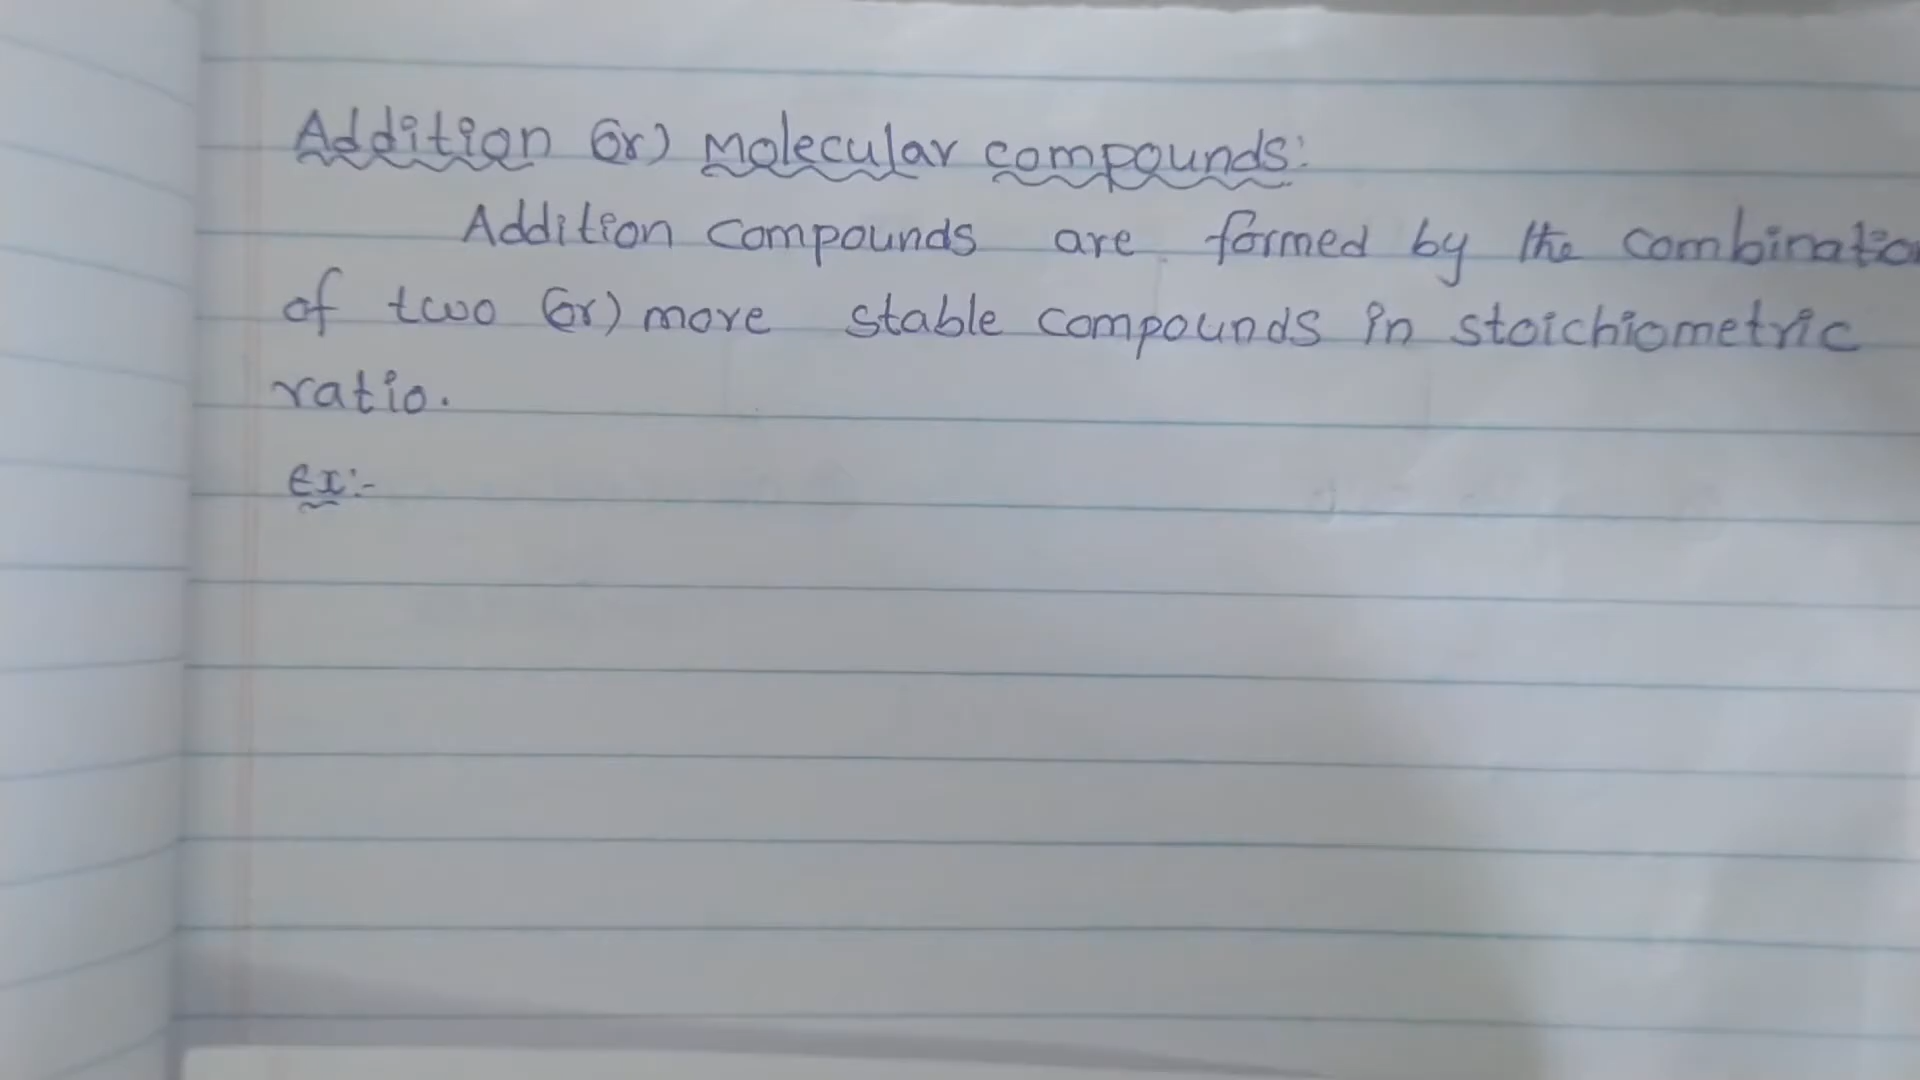 Addition (or) Molecular compounds:
Addition compounds are formed by the combinatio
of two (or) more stable compounds in stoichiometric
ratio.
ex:-